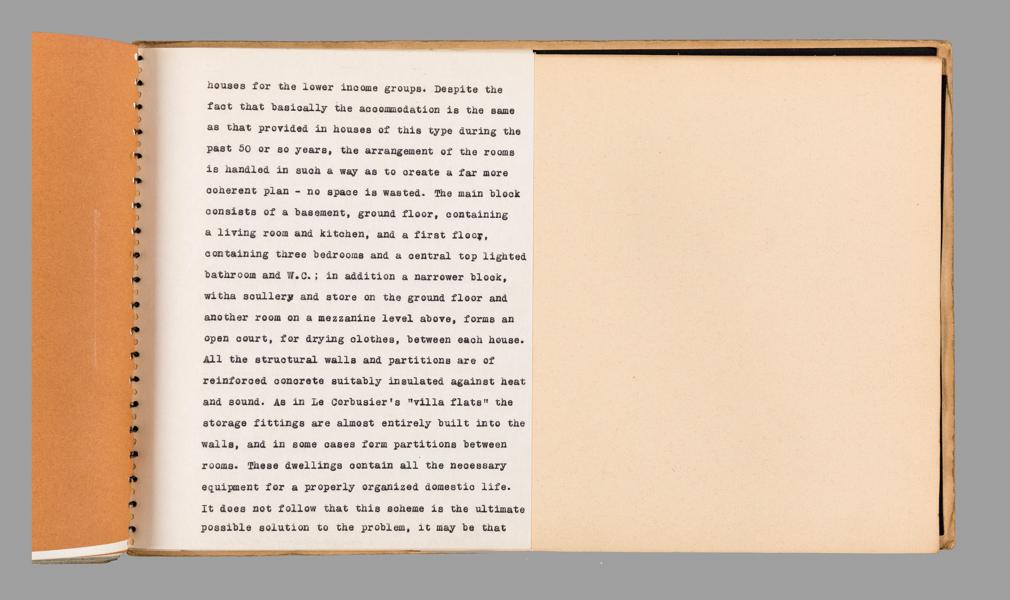 houses for the lower income groups. Despite the
fact that basically the accommodation is the same
as that provided in houses of this type during the
past 50 or so years, the arrangement of the rooms
is handled in such a way as to create a far more
coherent plan - no space is wasted. The main block
consists of a basement, ground floor, containing
a living room and kitchen, and a first floor,
containing three bedrooms and a central top lighted
bathroom and W.C.; in addition a narrower block,
witha scullery and store on the ground floor and
another room on a mezzanine level above, forms an
open court, for drying clothes, between each house.
All the structural walls and partitions are of
reinforced concrete suitably insulated against heat
and sound. As in Le Corbusier's "villa flats" the
storage fittings are almost entirely built into the
walls, and in some cases form partitions between
rooms. These dwellings contain all the necessary
equipment for a properly organized domestic life.
It does not follow that this scheme is the ultimate
possible solution to the problem, it may be that